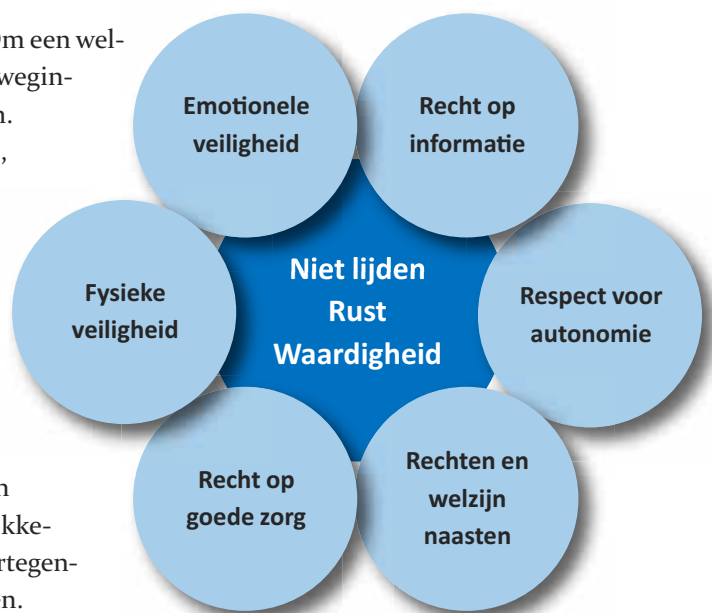 m een wel-
wegin-
n.
,
n
kke-
rtegen-
en.
Emotionele
veiligheid
Recht op
informatie
Fysieke
veiligheid
Niet lijden
Rust
Waardigheid
Respect voor
autonomie
Recht op
goede zorg
Rechten en
welzijn
naasten